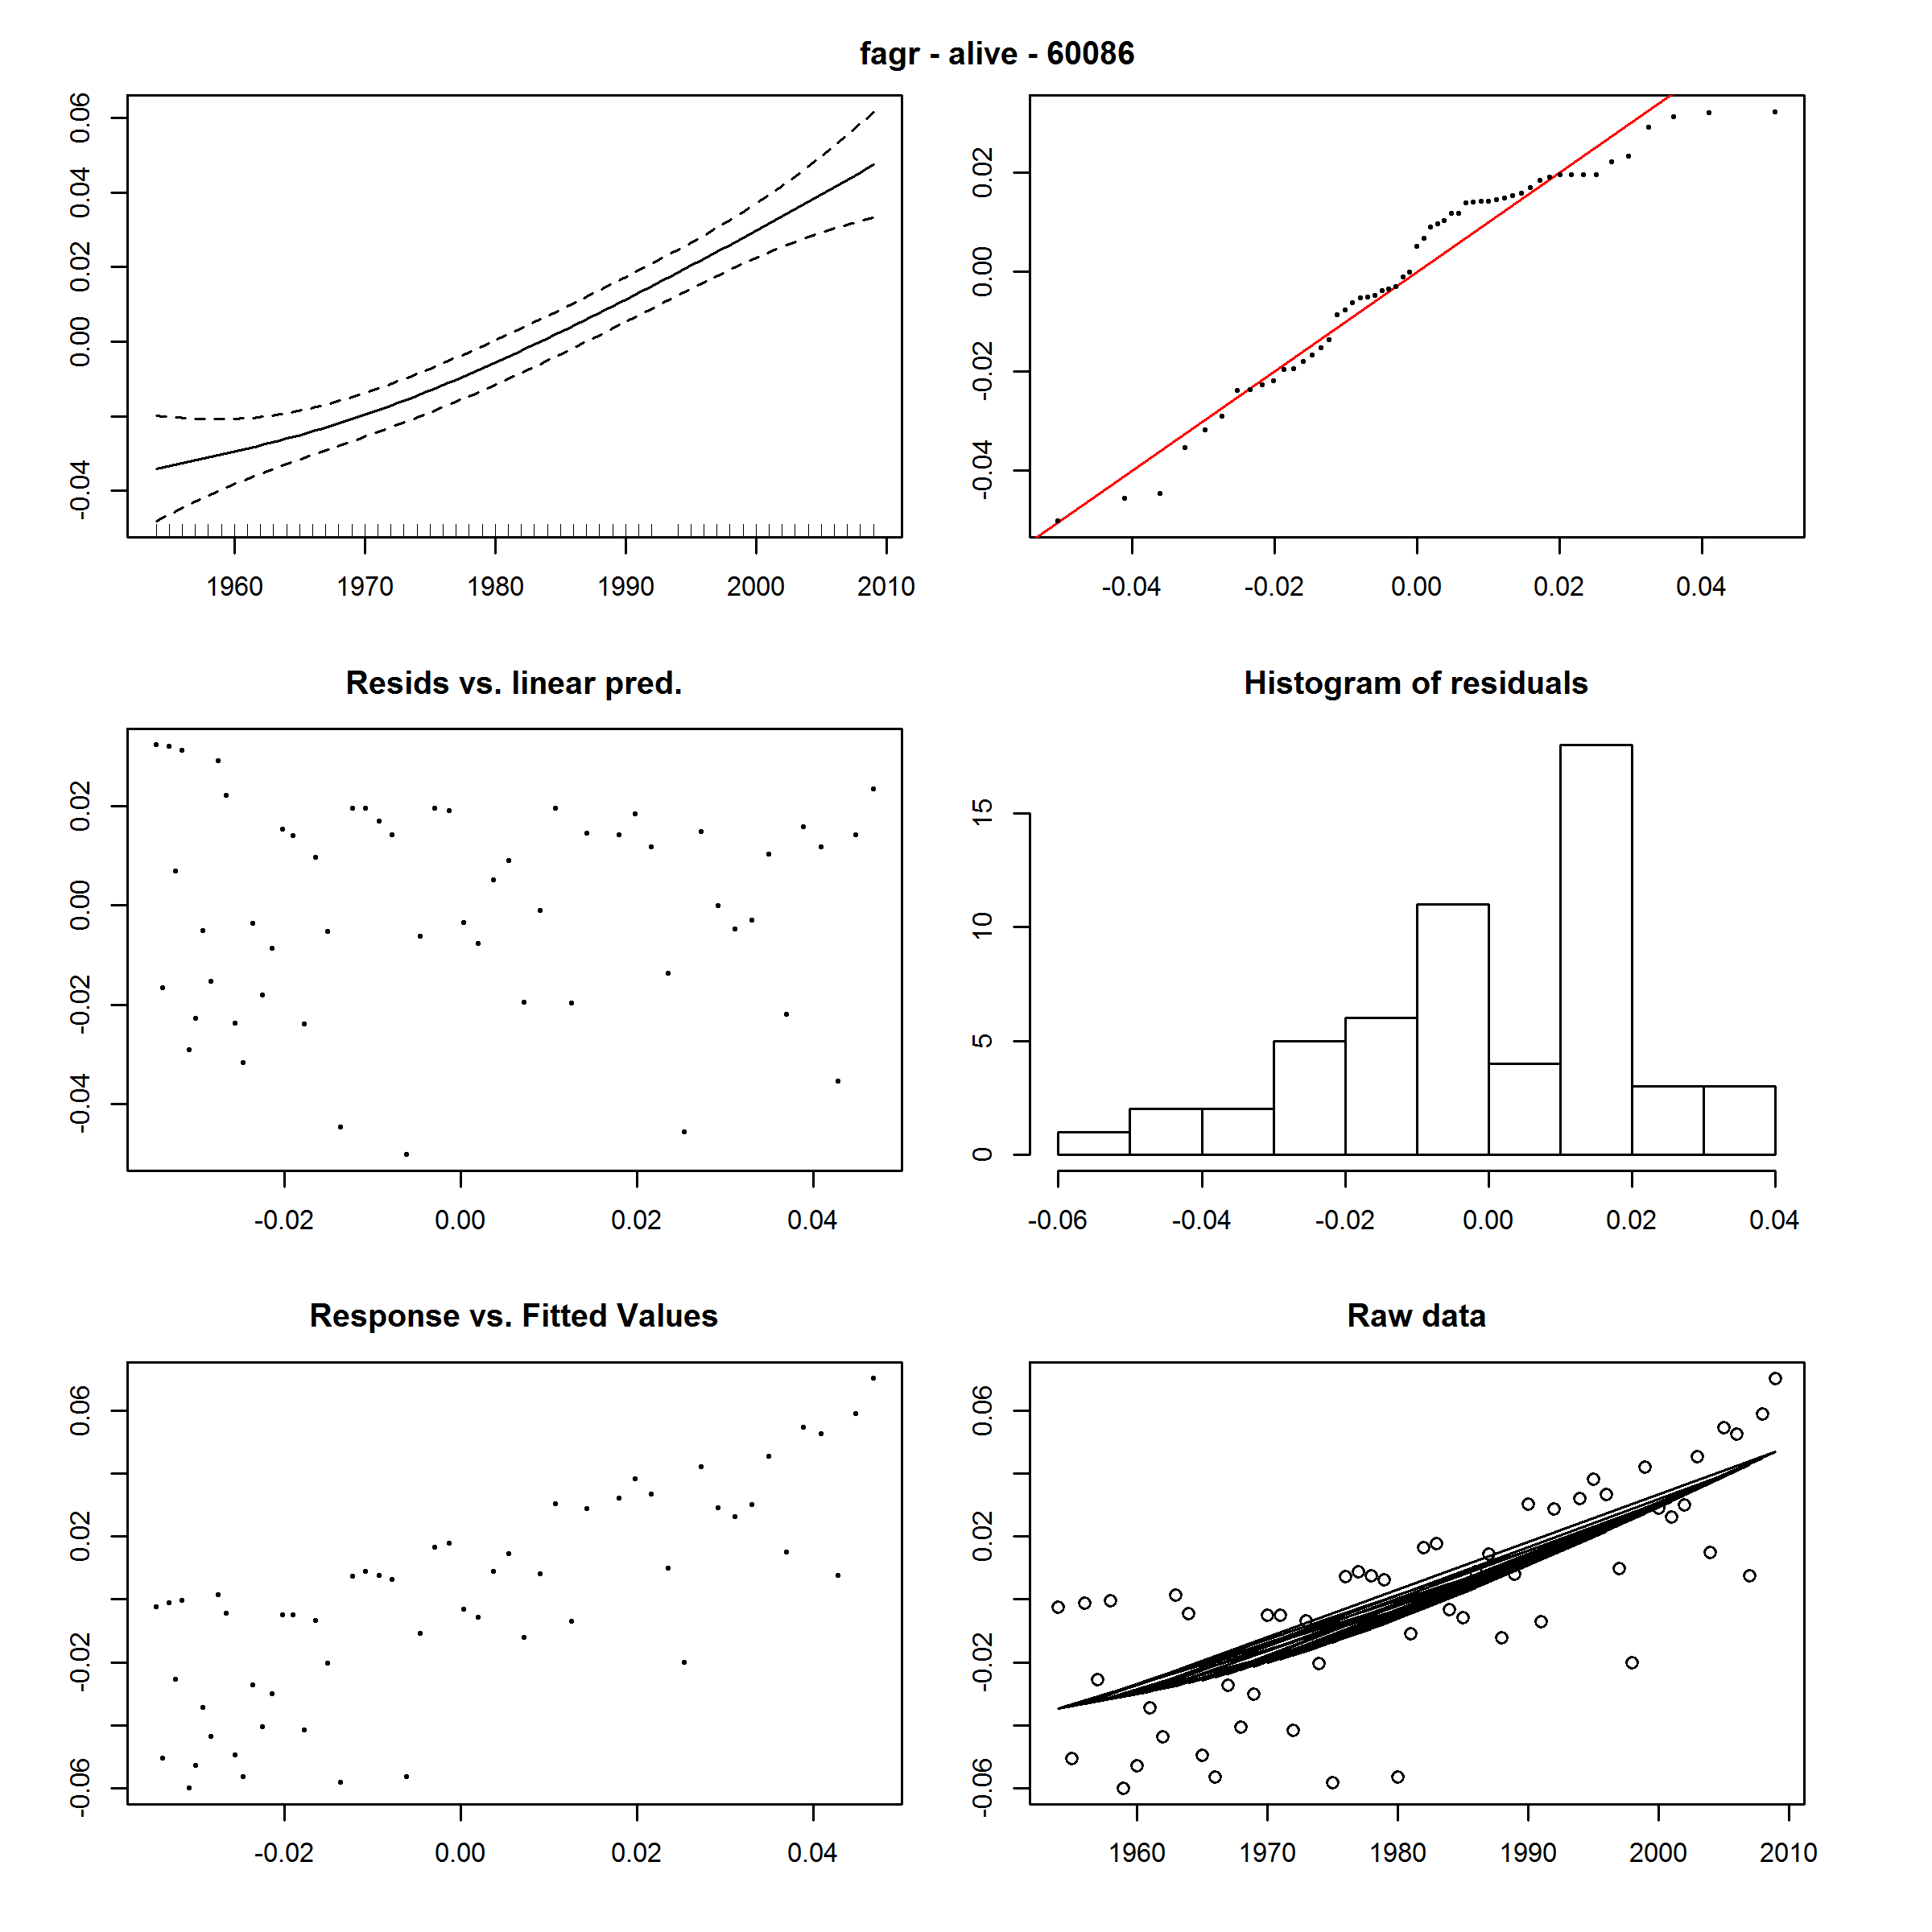 fagr - alive - 60086
0.06
0.04
0.02
0.00
-0.04
1960 1970 1980 1990 2000 2010
0.02
0.00
-0.02
-0.04
-0.04 -0.02 0.00 0.02 0.04
Resids vs. linear pred.
0.02
0.00
-0.02
-0.04
-0.02 0.00 0.02 0.04
Histogram of residuals
15
10
5
0
-0.06 -0.04 -0.02 0.00 0.02 0.04
Response vs. Fitted Values
0.06
0.02
-0.02
-0.06
-0.02 0.00 0.02 0.04
Raw data
0.06
0.02
-0.02
-0.06
1960 1970 1980 1990 2000 2010